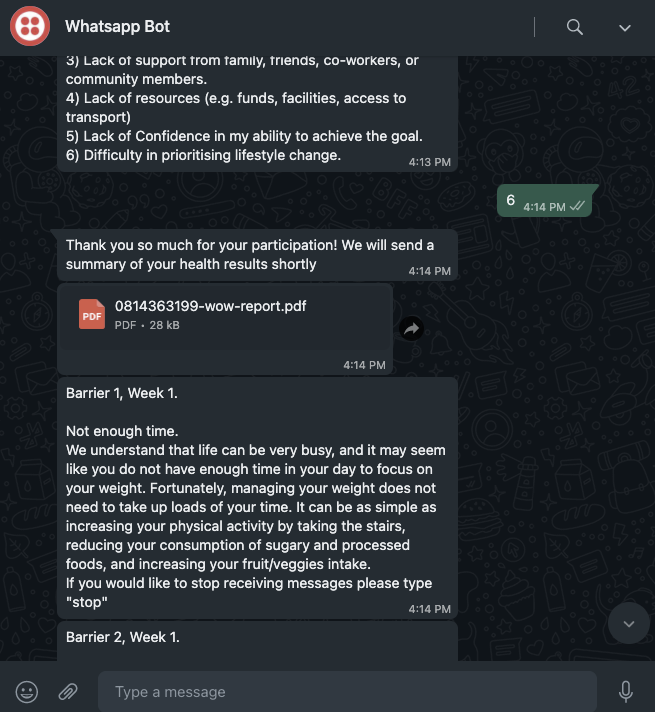 Whatsapp Bot
3) Lack of support from family, friends, co-workers, or
community members.
4) Lack of resources (e.g. funds, facilities, access to
transport)
5) Lack of Confidence in my ability to achieve the goal.
6) Difficulty in prioritising lifestyle change.
4:13 PM
6
4:14 PM
Thank you so much for your participation! We will send a
summary of your health results shortly
4:14 PM
PDF
0814363199-wow-report.pdf
PDF • 28 kB
4:14 PM
Barrier 1, Week 1.
Not enough time.
We understand that life can be very busy, and it may seem
like you do not have enough time in your day to focus on
your weight. Fortunately, managing your weight does not
need to take up loads of your time. It can be as simple as
increasing your physical activity by taking the stairs,
reducing your consumption of sugary and processed
foods, and increasing your fruit/veggies intake.
If you would like to stop receiving messages please type
"stop"
4:14 PM
Barrier 2, Week 1.
Type a message